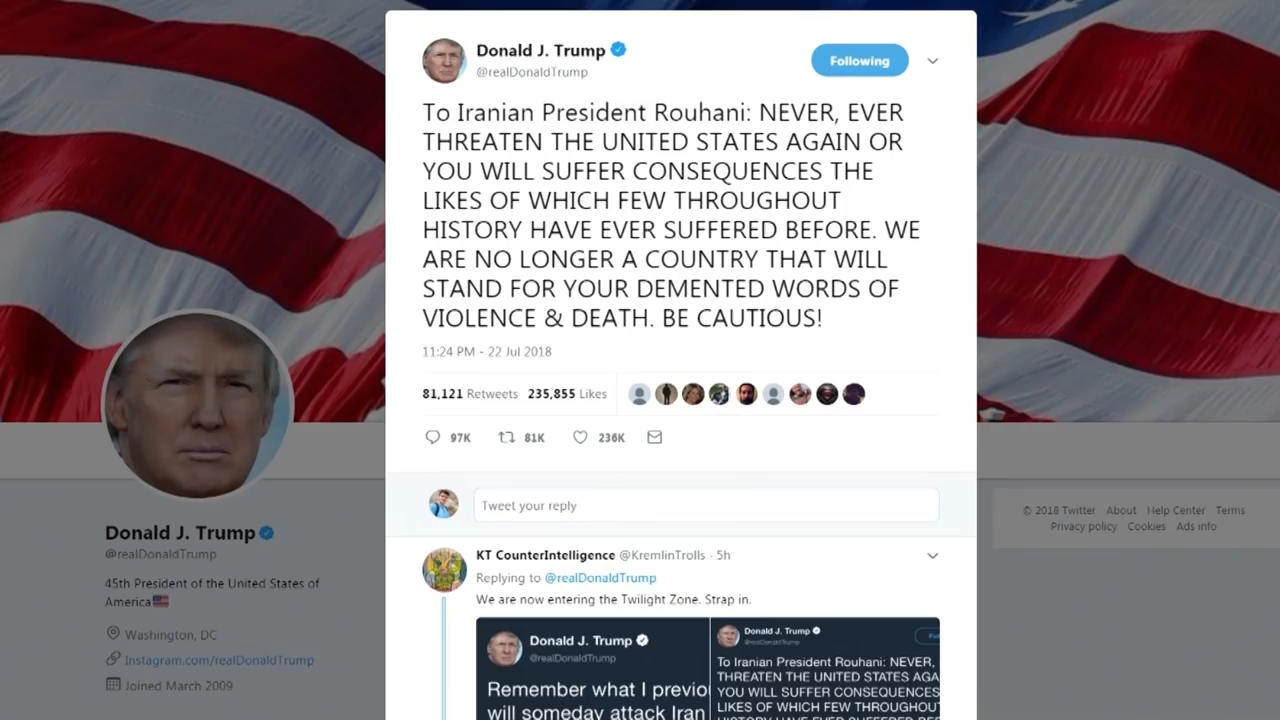 Donald J. Trump
@realDonaldTrump
Following
To Iranian President Rouhani: NEVER, EVER
THREATEN THE UNITED STATES AGAIN OR
YOU WILL SUFFER CONSEQUENCES THE
LIKES OF WHICH FEW THROUGHOUT
HISTORY HAVE EVER SUFFERED BEFORE. WE
ARE NO LONGER A COUNTRY THAT WILL
STAND FOR YOUR DEMENTED WORDS OF
VIOLENCE & DEATH. BE CAUTIOUS!
11:24 PM - 22 Jul 2018
81,121 Retweets 235,855 Likes
97K 81K 236K
Tweet your reply
KT CounterIntelligence @KremlinTrolls · 5h
Replying to @realDonaldTrump
We are now entering the Twilight Zone. Strap in.
Donald J. Trump
@realDonaldTrump
Remember what I previo
will someday attack Iran
Donald J. Trump
@realDonaldTrump
To Iranian President Rouhani: NEVER,
THREATEN THE UNITED STATES AGA
YOU WILL SUFFER CONSEQUENCES
LIKES OF WHICH FEW THROUGHOUT
Donald J. Trump
@realDonaldTrump
45th President of the United States of
America
Washington, DC
Instagram.com/realDonaldTrump
Joined March 2009
© 2018 Twitter About Help Center Terms
Privacy policy Cookies Ads info